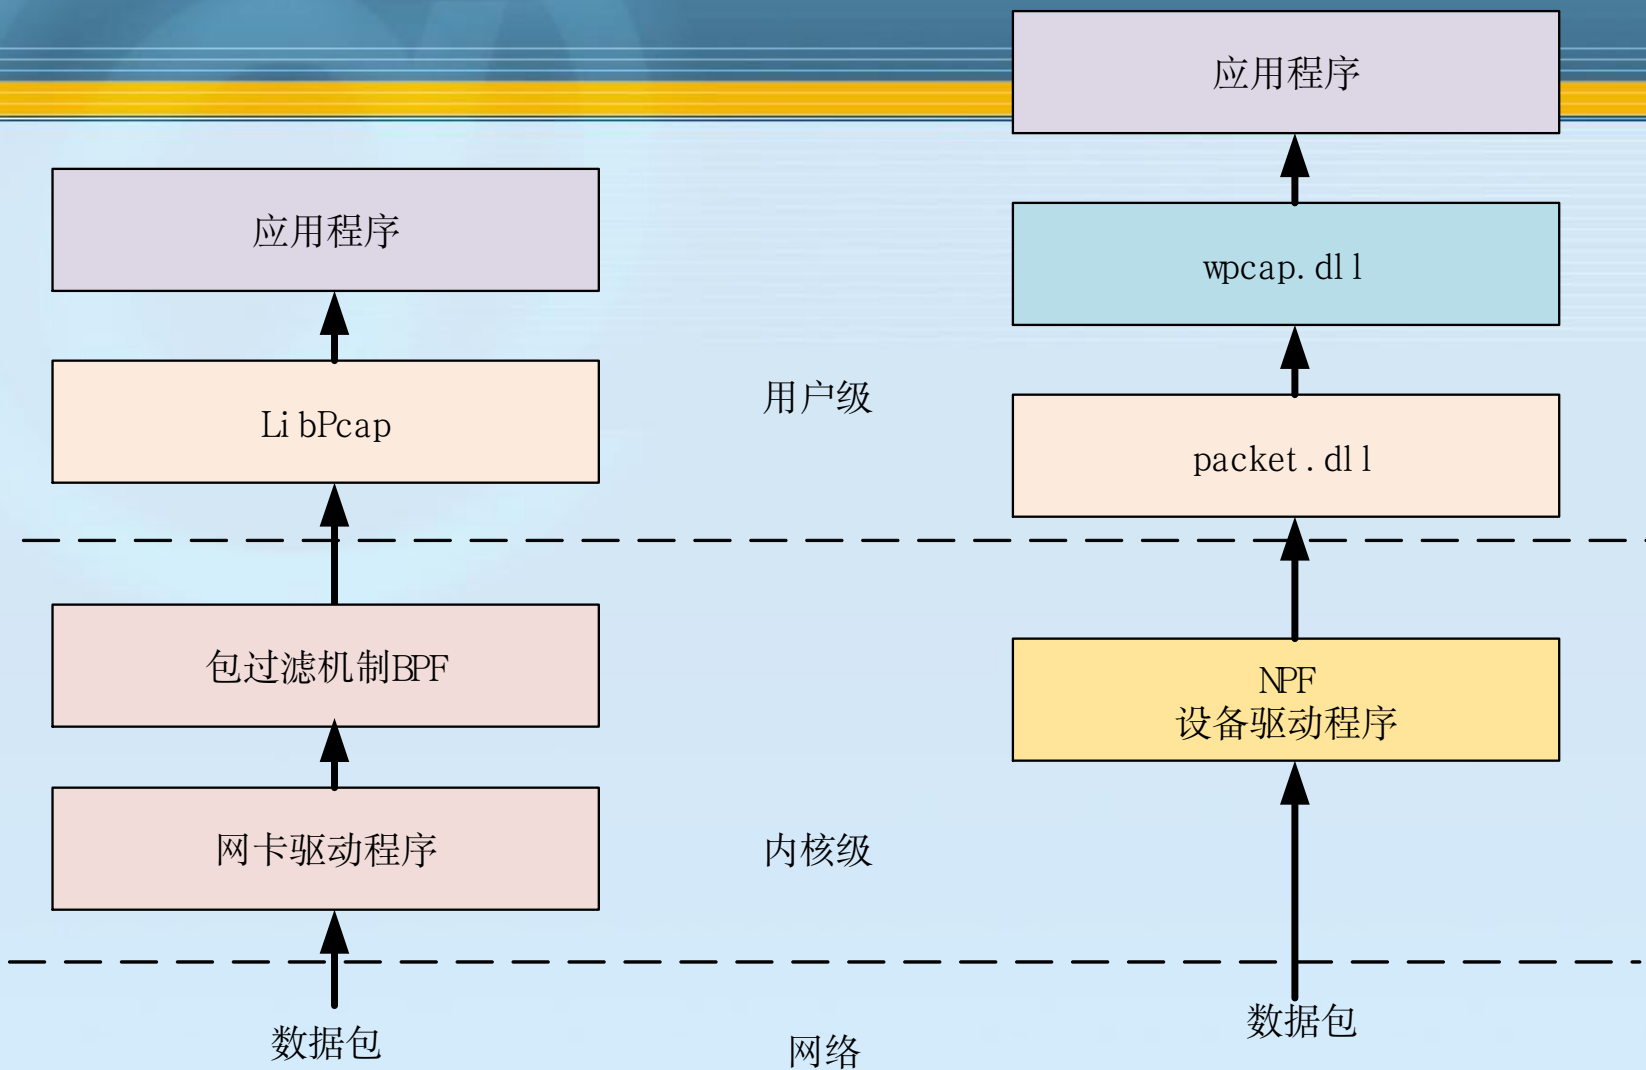 应用程序
LibPcap
包过滤机制BPF
网卡驱动程序
数据包
用户级
内核级
网络
应用程序
wpcap.dll
packet.dll
NPF
设备驱动程序
数据包